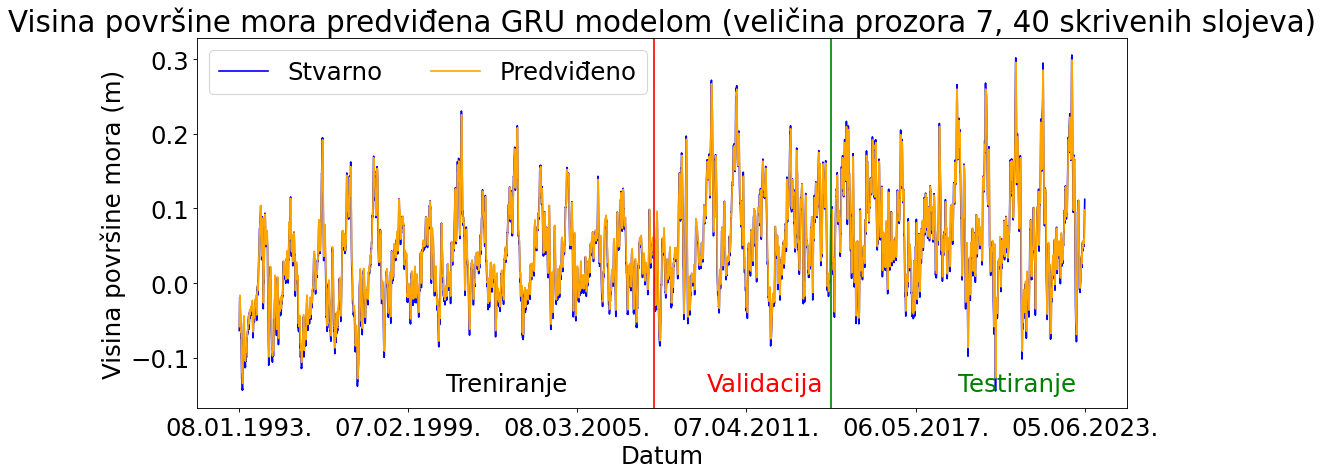 Visina površine mora predviđena GRU modelom (veličina prozora 7, 40 skrivenih slojeva)
Stvarno Predviđeno
Visina površine mora (m)
0.3
0.2
0.1
0.0
−0.1
Treniranje Validacija Testiranje
08.01.1993. 07.02.1999. 08.03.2005. 07.04.2011. 06.05.2017. 05.06.2023.
Datum